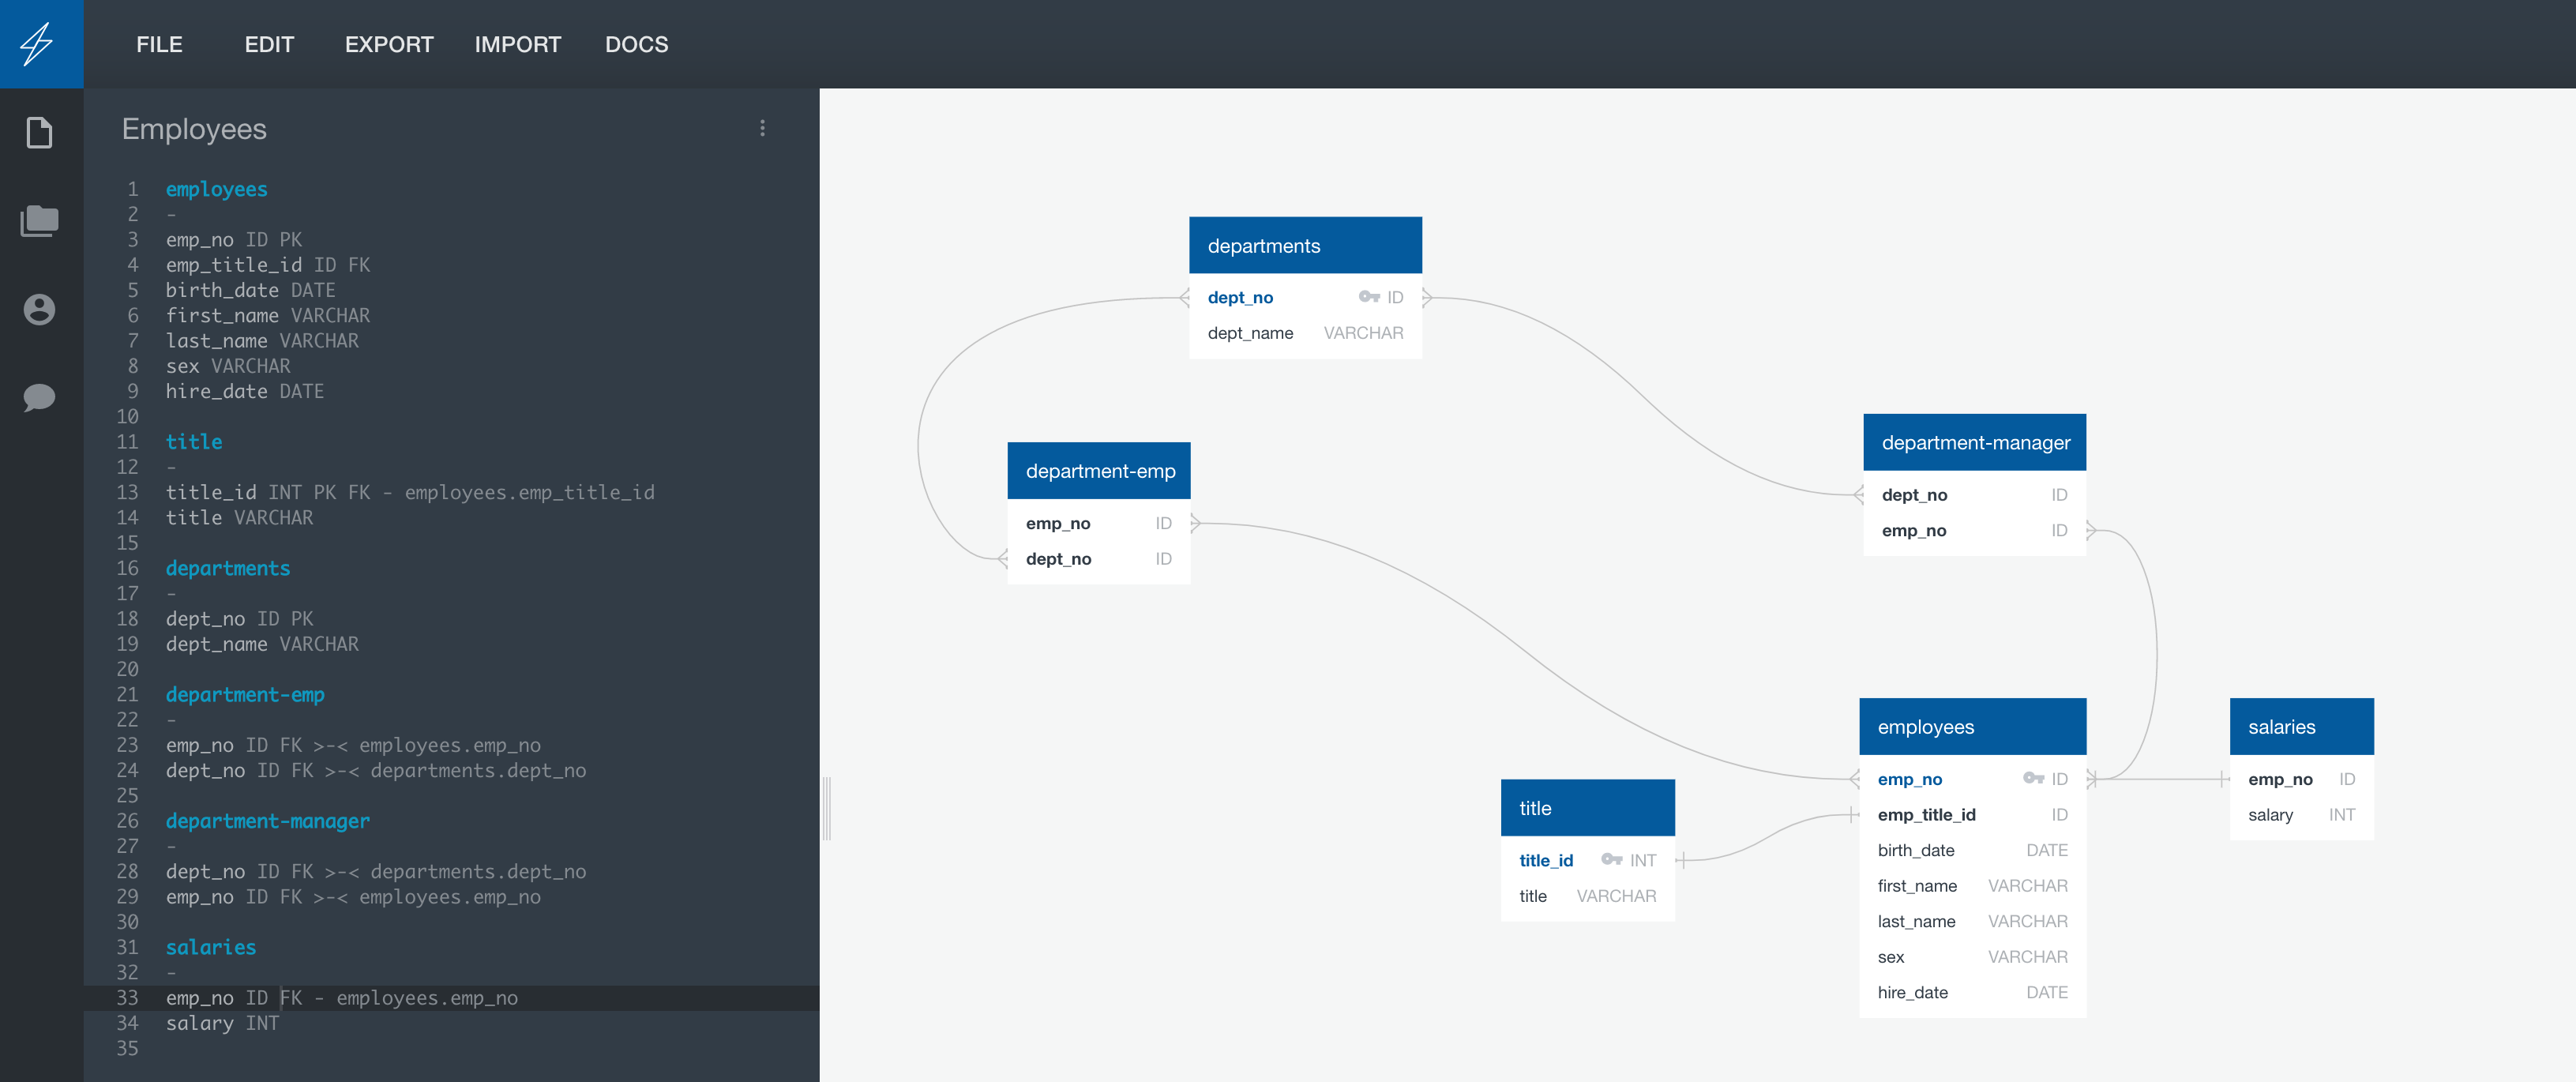 FILE EDIT EXPORT IMPORT DOCS
Employees
1 employees
2 -
3 emp_no ID PK
4 emp_title_id ID FK
5 birth_date DATE
6 first_name VARCHAR
7 last_name VARCHAR
8 sex VARCHAR
9 hire_date DATE
10
11 title
12 -
13 title_id INT PK FK - employees.emp_title_id
14 title VARCHAR
15
16 departments
17 -
18 dept_no ID PK
19 dept_name VARCHAR
20
21 department-emp
22 -
23 emp_no ID FK >-< employees.emp_no
24 dept_no ID FK >-< departments.dept_no
25
26 department-manager
27 -
28 dept_no ID FK >-< departments.dept_no
29 emp_no ID FK >-< employees.emp_no
30
31 salaries
32 -
33 emp_no ID FK - employees.emp_no
34 salary INT
35
departments
dept_no ID
dept_name VARCHAR
department-emp
emp_no ID
dept_no ID
department-manager
dept_no ID
emp_no ID
title
title_id INT
title VARCHAR
employees
emp_no ID
emp_title_id ID
birth_date DATE
first_name VARCHAR
last_name VARCHAR
sex VARCHAR
hire_date DATE
salaries
emp_no ID
salary INT